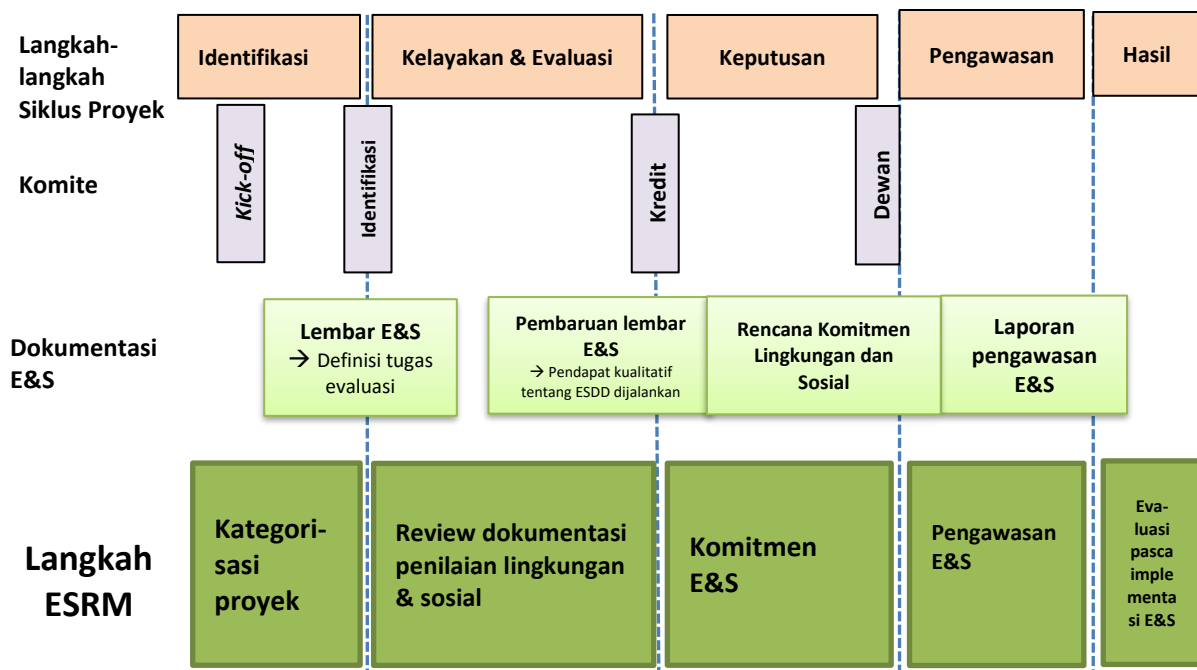 Langkah-
langkah
Siklus Proyek
Identifikasi
Kelayakan & Evaluasi
Keputusan
Pengawasan
Hasil
Komite
Kick-off
Identifikasi
Kredit
Dewan
Dokumentasi
E&S
Lembar E&S
→ Definisi tugas
evaluasi
Pembaruan lembar
E&S
→ Pendapat kualitatif
tentang ESDD dijalankan
Rencana Komitmen
Lingkungan dan
Sosial
Laporan
pengawasan
E&S
Langkah
ESRM
Kategori-
sasi
proyek
Review dokumentasi
penilaian lingkungan
& sosial
Komitmen
E&S
Pengawasan
E&S
Eva-
luasi
pasca
imple
menta
si E&S